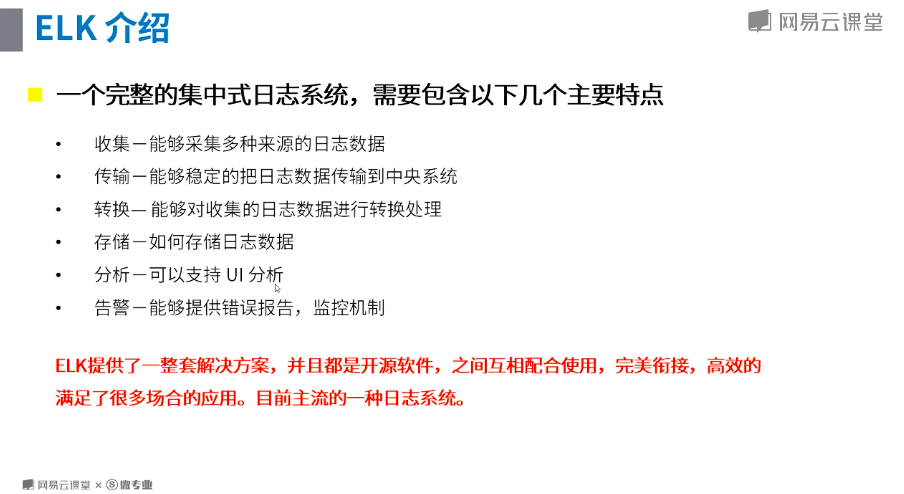 ELK 介绍
网易云课堂
一个完整的集中式日志系统，需要包含以下几个主要特点
• 收集－能够采集多种来源的日志数据
• 传输－能够稳定的把日志数据传输到中央系统
• 转换— 能够对收集的日志数据进行转换处理
• 存储－如何存储日志数据
• 分析－可以支持 UI 分析
• 告警－能够提供错误报告，监控机制
ELK提供了一整套解决方案，并且都是开源软件，之间互相配合使用，完美衔接，高效的
满足了很多场合的应用。目前主流的一种日志系统。
网易云课堂 × 微专业